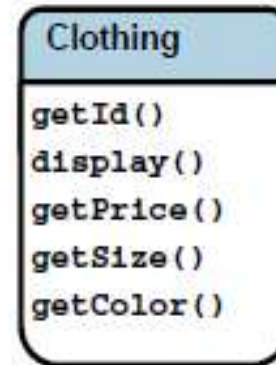 Clothing
getId()
display()
getPrice()
getSize()
getColor()